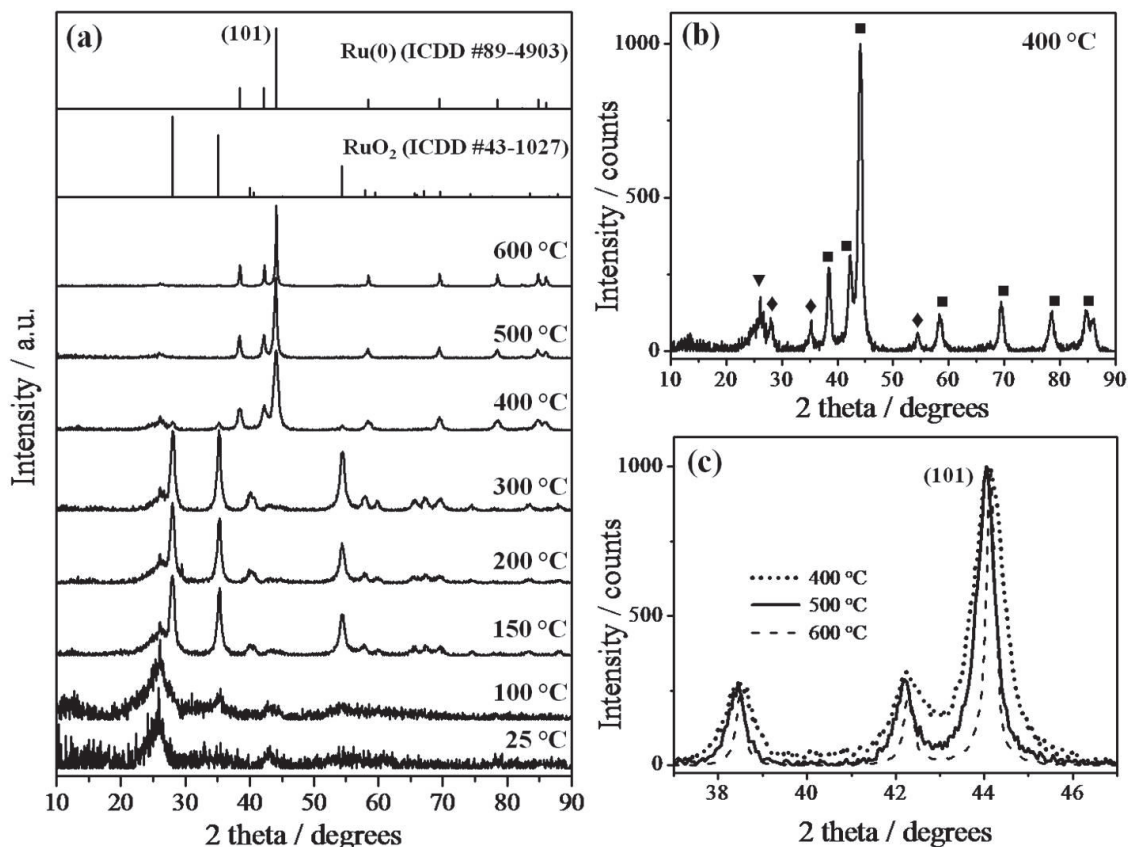 (a)
(101)
Ru(0) (ICDD #89-4903)
RuO₂ (ICDD #43-1027)
600 °C
500 °C
400 °C
300 °C
200 °C
150 °C
100 °C
25 °C
Intensity / a.u.
10 20 30 40 50 60 70 80 90
2 theta / degrees
(b)
400 °C
1000
500
0
Intensity / counts
10 20 30 40 50 60 70 80 90
2 theta / degrees
(c)
(101)
1000
500
0
400 °C
500 °C
600 °C
Intensity / counts
38 40 42 44 46
2 theta / degrees